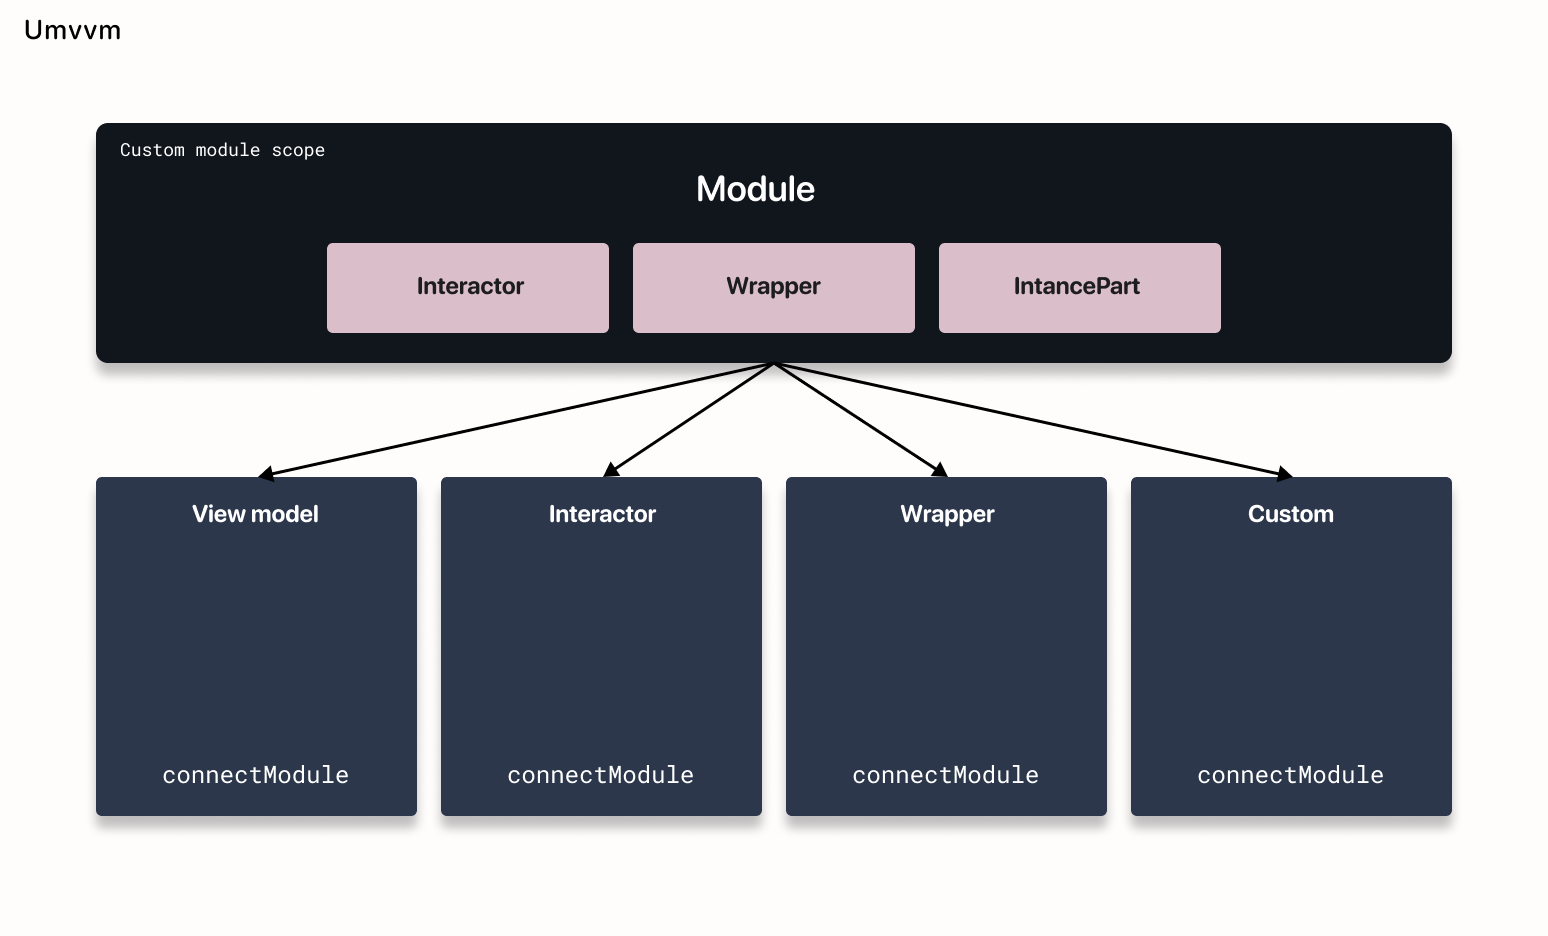 Umvvm
Custom module scope
Module
Interactor
Wrapper
IntancePart
View model
Interactor
Wrapper
Custom
connectModule
connectModule
connectModule
connectModule